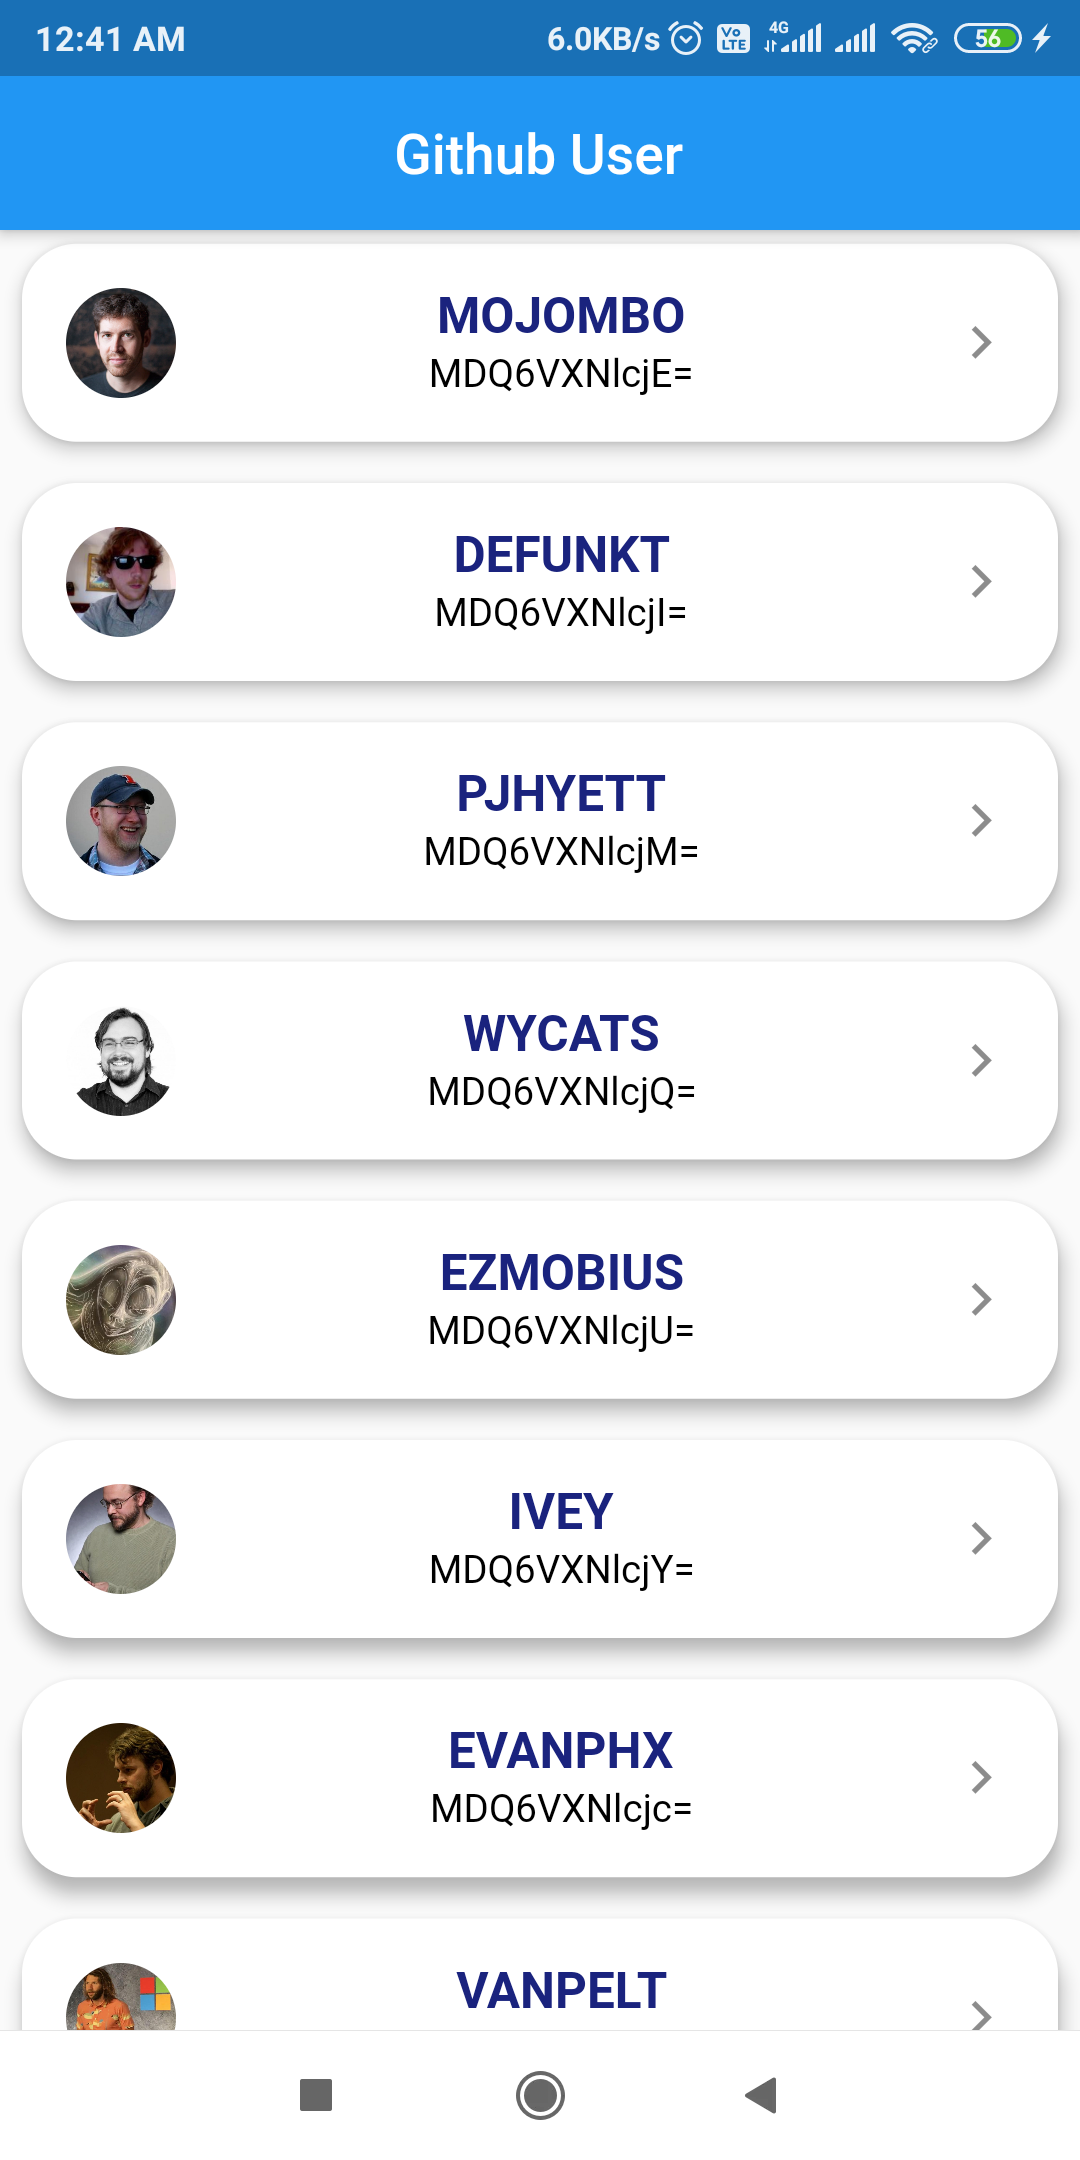 12:41 AM 6.0KB/s Vo LTE 4G 56
Github User
MOJOMBO
MDQ6VXNlcjE=
DEFUNKT
MDQ6VXNlcjI=
PJHYETT
MDQ6VXNlcjM=
WYCATS
MDQ6VXNlcjQ=
EZMOBIUS
MDQ6VXNlcjU=
IVEY
MDQ6VXNlcjY=
EVANPHX
MDQ6VXNlcjc=
VANPELT